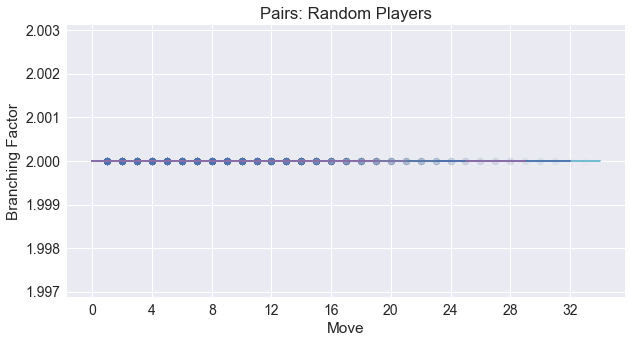 Pairs: Random Players
2.003
2.002
2.001
2.000
1.999
1.998
1.997
Branching Factor
0 4 8 12 16 20 24 28 32
Move